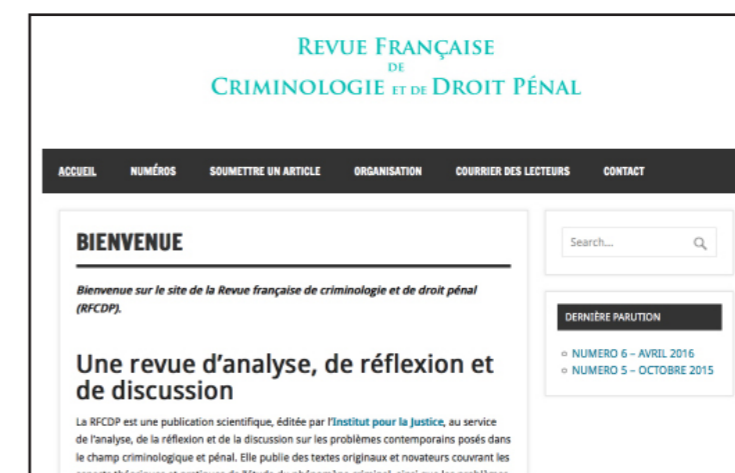 REVUE FRANÇAISE
DE
CRIMINOLOGIE ET DE DROIT PÉNAL
ACCUEIL NUMÉROS SOUMETTRE UN ARTICLE ORGANISATION COURRIER DES LECTEURS CONTACT
BIENVENUE
Bienvenue sur le site de la Revue française de criminologie et de droit pénal
(RFCDP).
Une revue d'analyse, de réflexion et
de discussion
La RFCDP est une publication scientifique, éditée par l'Institut pour la Justice, au service
de l'analyse, de la réflexion et de la discussion sur les problèmes contemporains posés dans
le champ criminologique et pénal. Elle publie des textes originaux et novateurs couvrant les
Search...
DERNIÈRE PARUTION
NUMERO 6 – AVRIL 2016
NUMERO 5 – OCTOBRE 2015